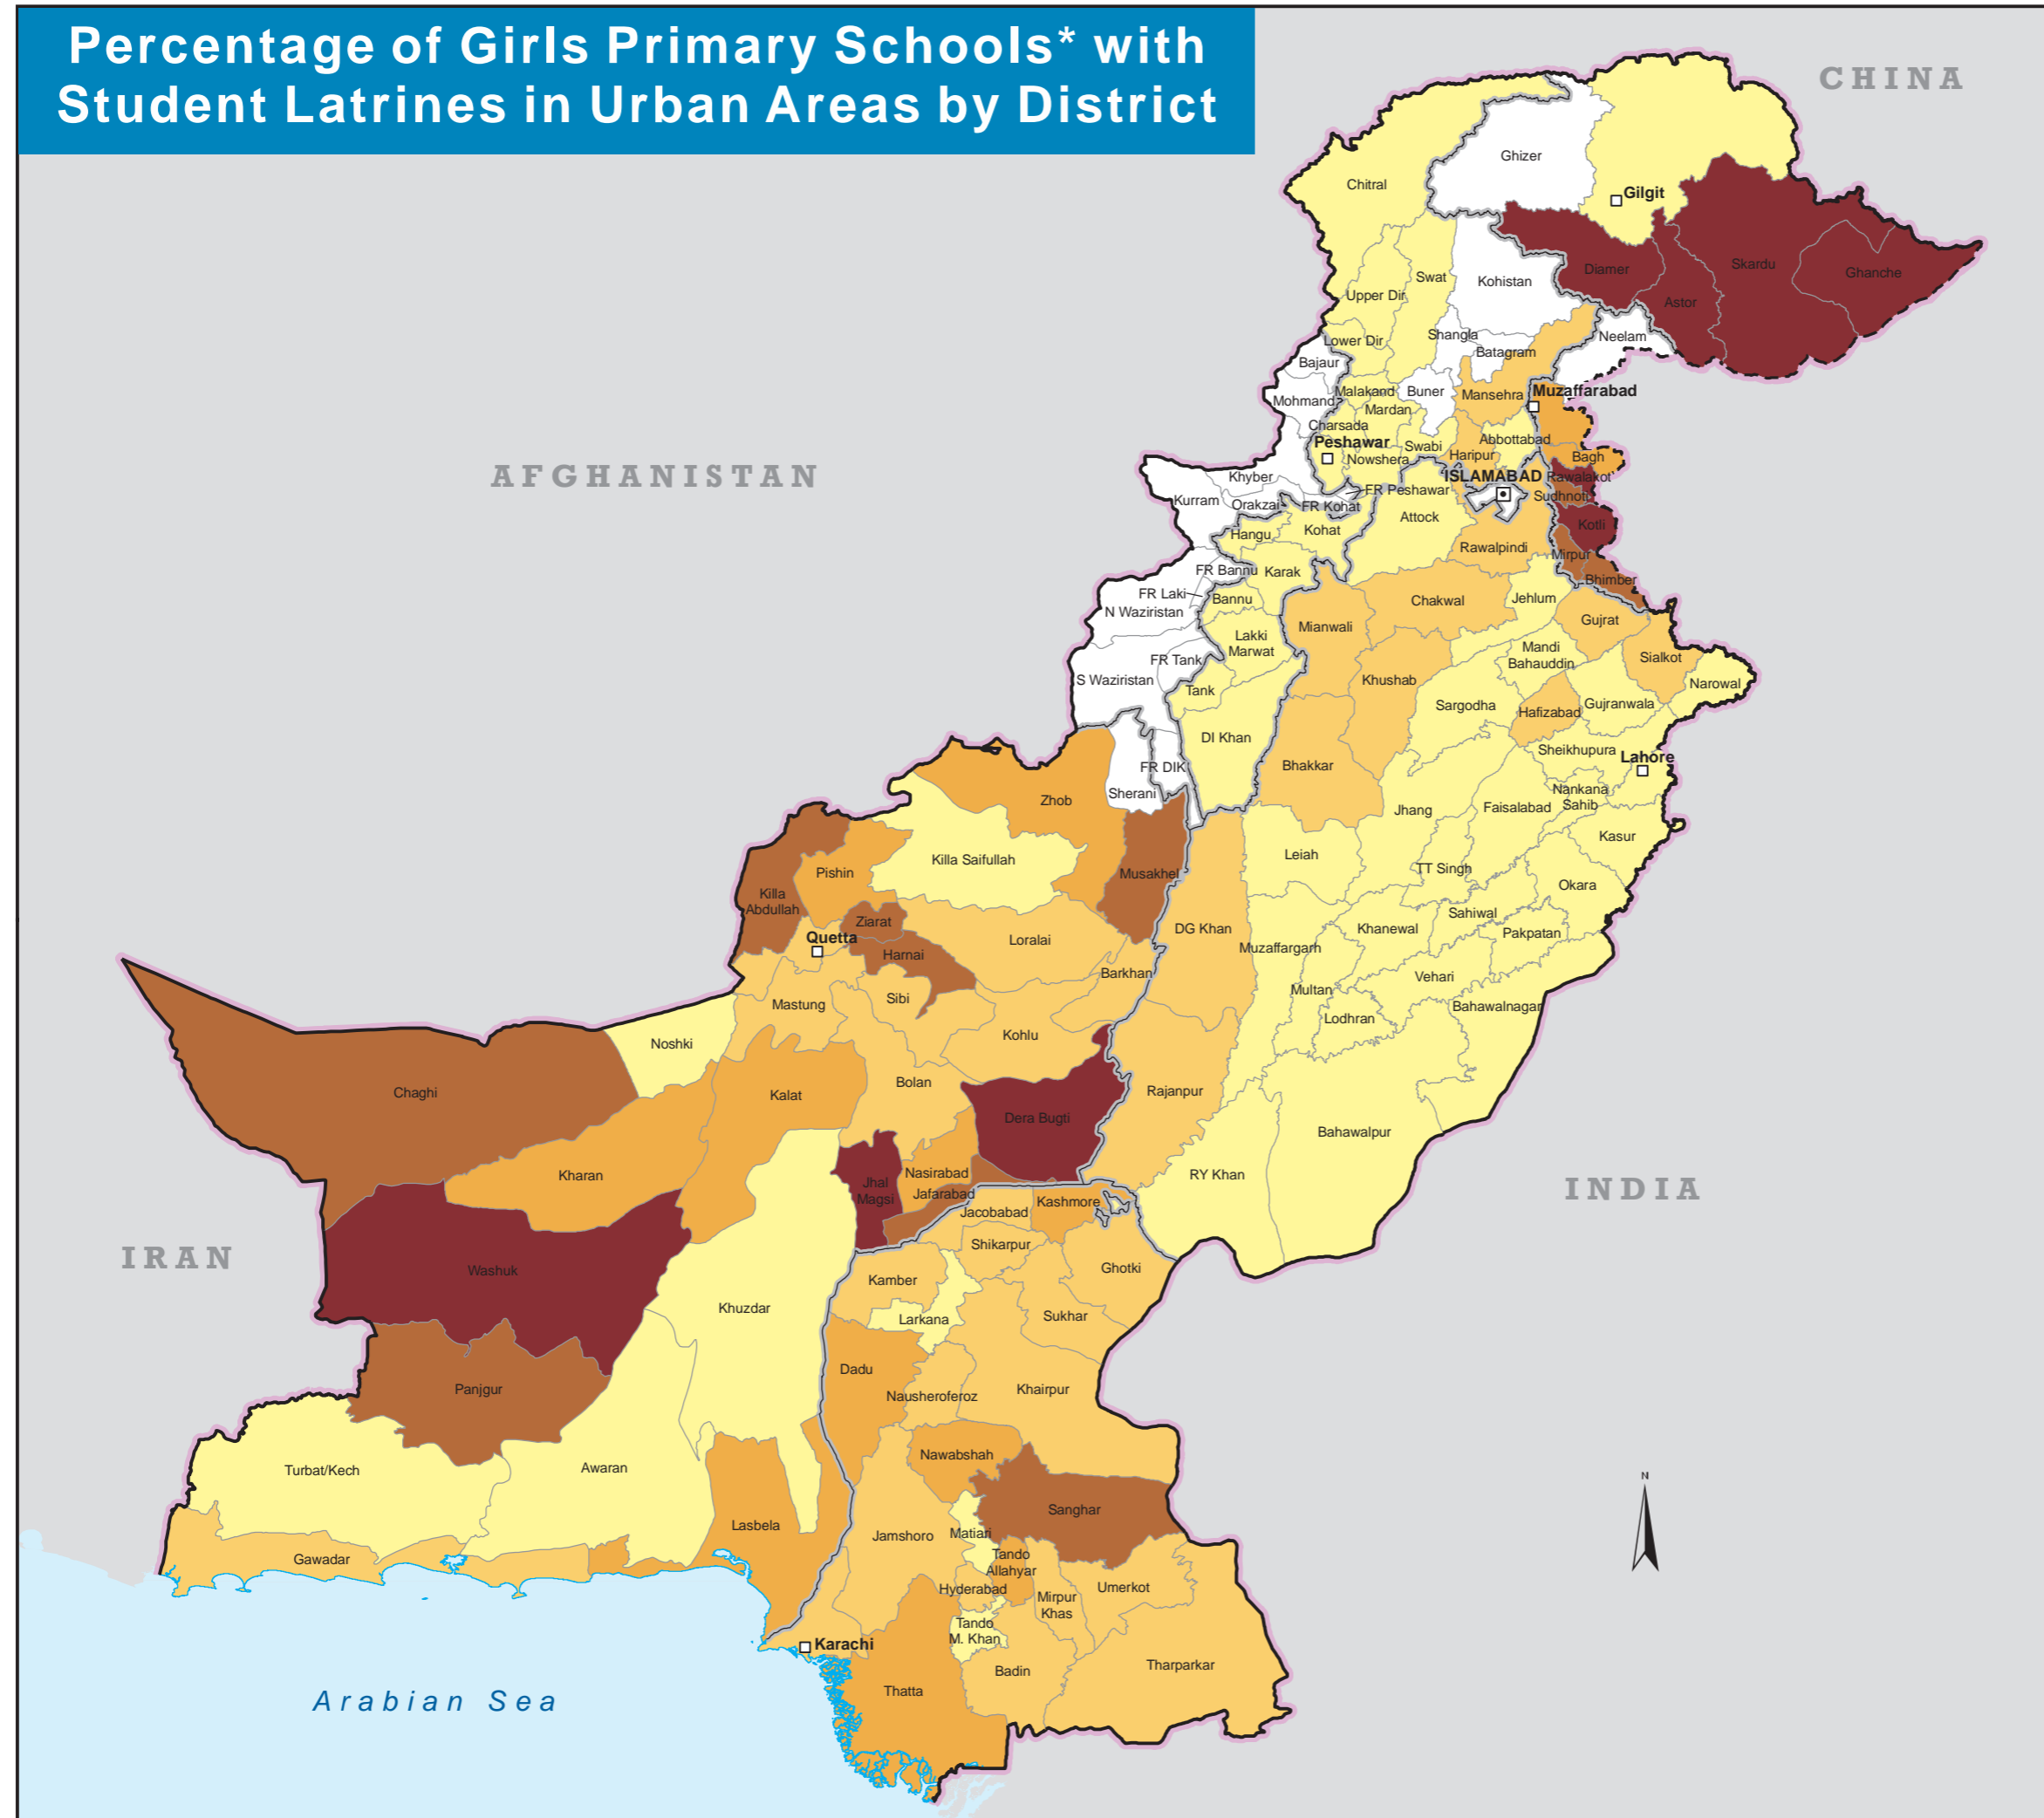 Percentage of Girls Primary Schools* with
Student Latrines in Urban Areas by District
CHINA
Ghizer
Chitral
Gilgit
Diamer
Skardu
Ghanche
Swat
Kohistan
Upper Dir
Astor
Shangla
Neelam
Lower Dir
Batagram
Bajaur
Malakand
Buner
Mansehra
Muzaffarabad
Mohmand
Mardan
Charsada
Abbottabad
Peshawar
Swabi
Nowshera
Haripur
Bagh
AFGHANISTAN
Khyber
ISLAMABAD
Rawalakot
FR Peshawar
Sudhnoti
Kurram
Orakzai
FR Kohat
Attock
Kotli
Hangu
Kohat
Rawalpindi
Mirpur
FR Bannu
Karak
Bhimber
FR Laki
Bannu
Chakwal
Jehlum
N Waziristan
Mianwali
Gujrat
Lakki
Marwat
Mandi
Bahauddin
FR Tank
Sialkot
S Waziristan
Khushab
Narowal
Tank
Sargodha
Hafizabad
Gujranwala
DI Khan
Sheikhupura
Lahore
FR DIK
Bhakkar
Sherani
Nankana
Sahib
Zhob
Jhang
Faisalabad
Kasur
Killa Saifullah
Leiah
TT Singh
Pishin
Musakhel
Okara
Killa
Abdullah
Ziarat
Sahiwal
Quetta
Loralai
DG Khan
Khanewal
Pakpatan
Harnai
Muzaffargarh
Barkhan
Vehari
Mastung
Sibi
Multan
Bahawalnagar
Lodhran
Kohlu
Noshki
Bolan
Chaghi
Kalat
Rajanpur
Dera Bugti
Bahawalpur
Kharan
Nasirabad
RY Khan
Jhal
Magsi
Jafarabad
INDIA
Kashmore
Jacobabad
Shikarpur
IRAN
Washuk
Ghotki
Kamber
Khuzdar
Larkana
Sukhar
Dadu
Panjgur
Nausheroferoz
Khairpur
Nawabshah
Turbat/Kech
Awaran
N
Sanghar
Lasbela
Jamshoro
Matiari
Gawadar
Tando
Allahyar
Hyderabad
Umerkot
Mirpur
Khas
Tando
M. Khan
Karachi
Badin
Tharparkar
Thatta
Arabian Sea